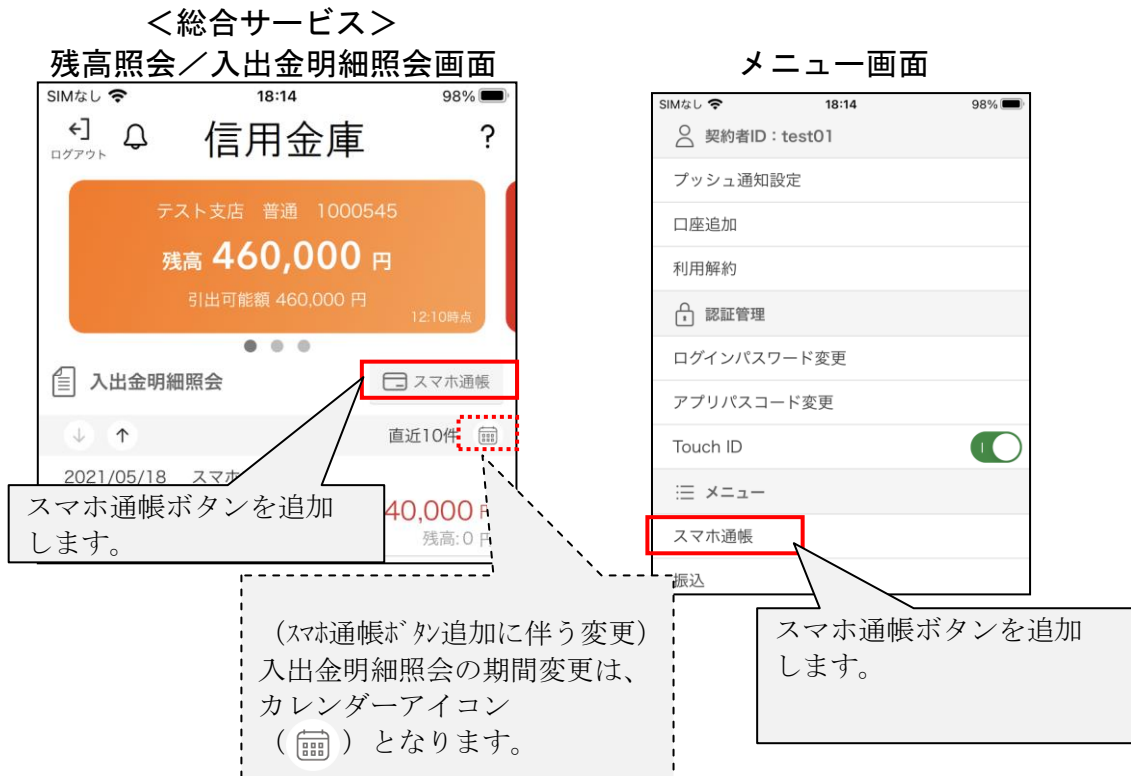 ＜総合サービス＞
残高照会／入出金明細照会画面
SIMなし 18:14 98%
ログアウト
信用金庫 ?
テスト支店 普通 1000545
残高 460,000 円
引出可能額 460,000 円
12:10時点
入出金明細照会 スマホ通帳
直近10件
2021/05/18 スマホ
40,000
残高:0 円
スマホ通帳ボタンを追加
します。
（ｽﾏﾎ通帳ﾎﾞﾀﾝ追加に伴う変更）
入出金明細照会の期間変更は、
カレンダーアイコン
（ ）となります。
メニュー画面
SIMなし 18:14 98%
契約者ID：test01
プッシュ通知設定
口座追加
利用解約
認証管理
ログインパスワード変更
アプリパスコード変更
Touch ID
メニュー
スマホ通帳
振込
スマホ通帳ボタンを追加
します。